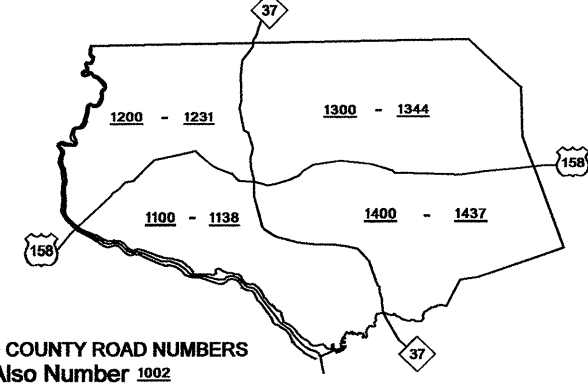 37
1200 - 1231
1300 - 1344
158
1100 - 1138
1400 - 1437
158
COUNTY ROAD NUMBERS
Also Number 1002
37